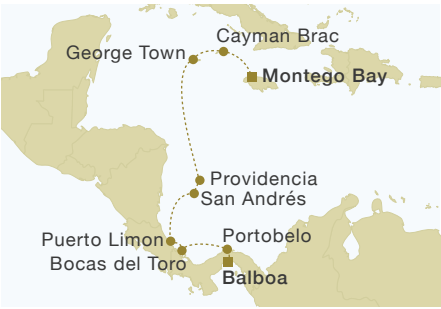 Cayman Brac
George Town
Montego Bay
Providencia
San Andrés
Portobelo
Puerto Limon
Bocas del Toro
Balboa